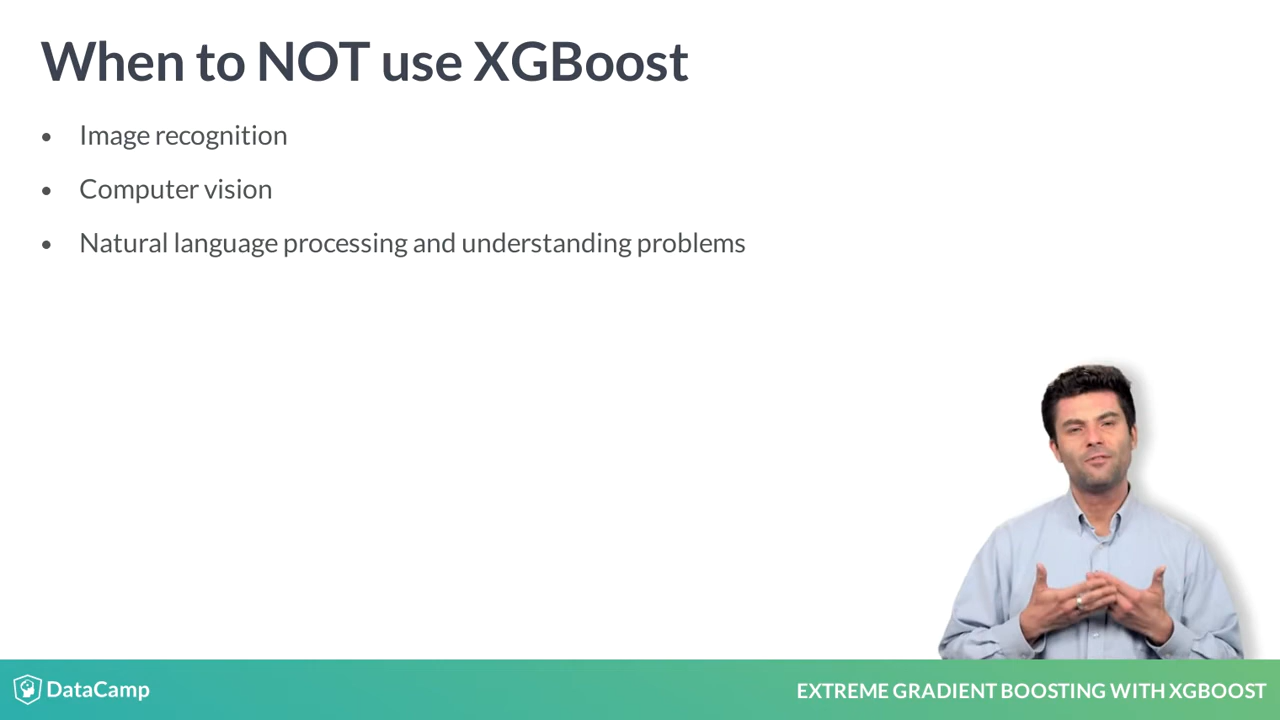 When to NOT use XGBoost
• Image recognition
• Computer vision
• Natural language processing and understanding problems
DataCamp
EXTREME GRADIENT BOOSTING WITH XGBOOST